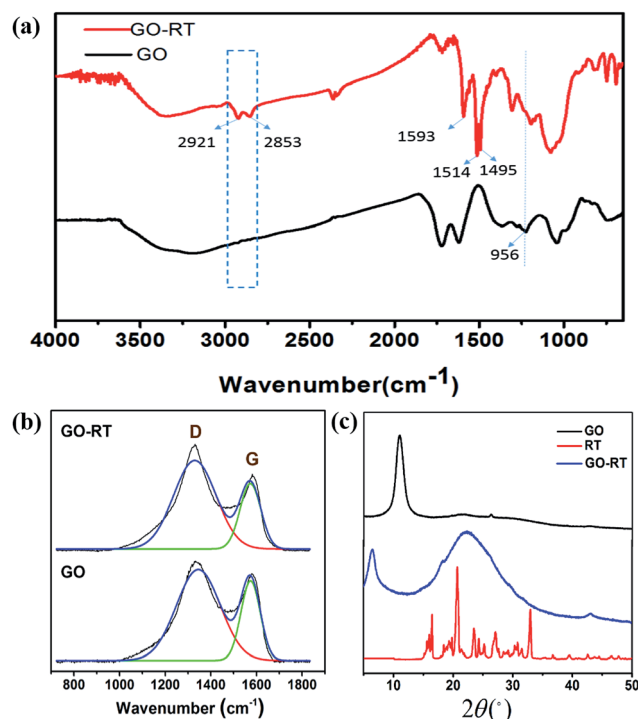 (a)
GO-RT
GO
2921
2853
1593
1514
1495
956
4000 3500 3000 2500 2000 1500 1000
Wavenumber(cm-1)
(b)
GO-RT
D
G
GO
800 1000 1200 1400 1600 1800
Wavenumber (cm-1)
(c)
GO
RT
GO-RT
10 20 30 40 50
2θ(°)